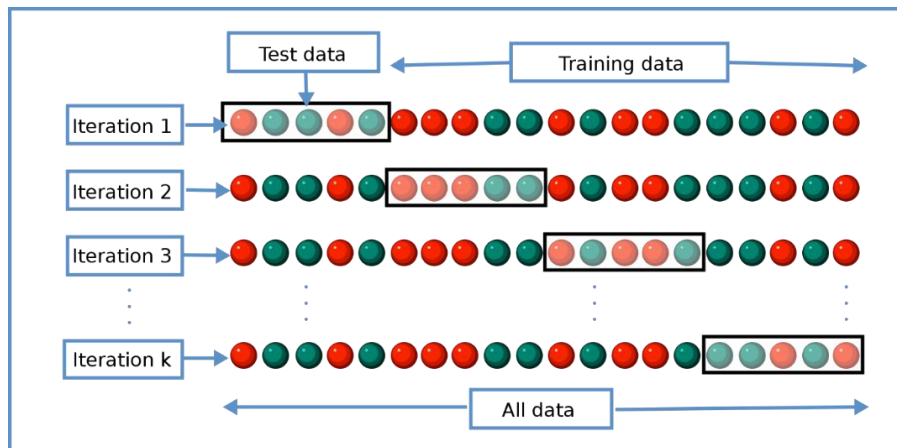 Test data
Training data
Iteration 1
Iteration 2
Iteration 3
Iteration k
All data